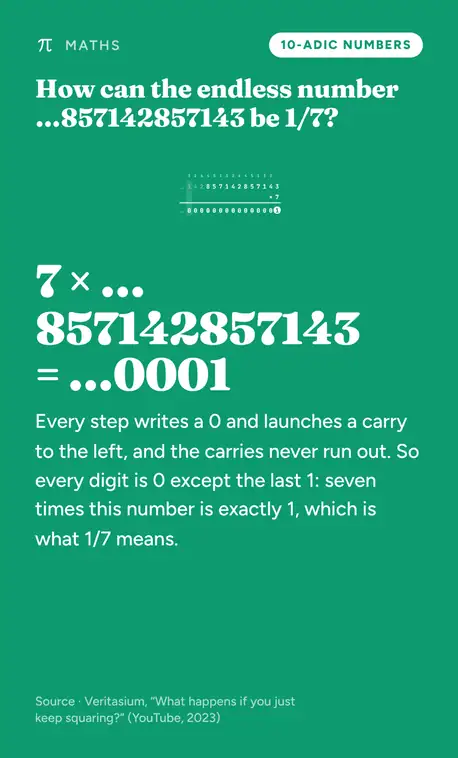 π MATHS
10-ADIC NUMBERS
How can the endless number
...857142857143 be 1/7?
857142857143
× 7
...0000000000000001
7 × ...
857142857143
= ...0001
Every step writes a 0 and launches a carry
to the left, and the carries never run out. So
every digit is 0 except the last 1: seven
times this number is exactly 1, which is
what 1/7 means.
Source · Veritasium, “What happens if you just
keep squaring?” (YouTube, 2023)